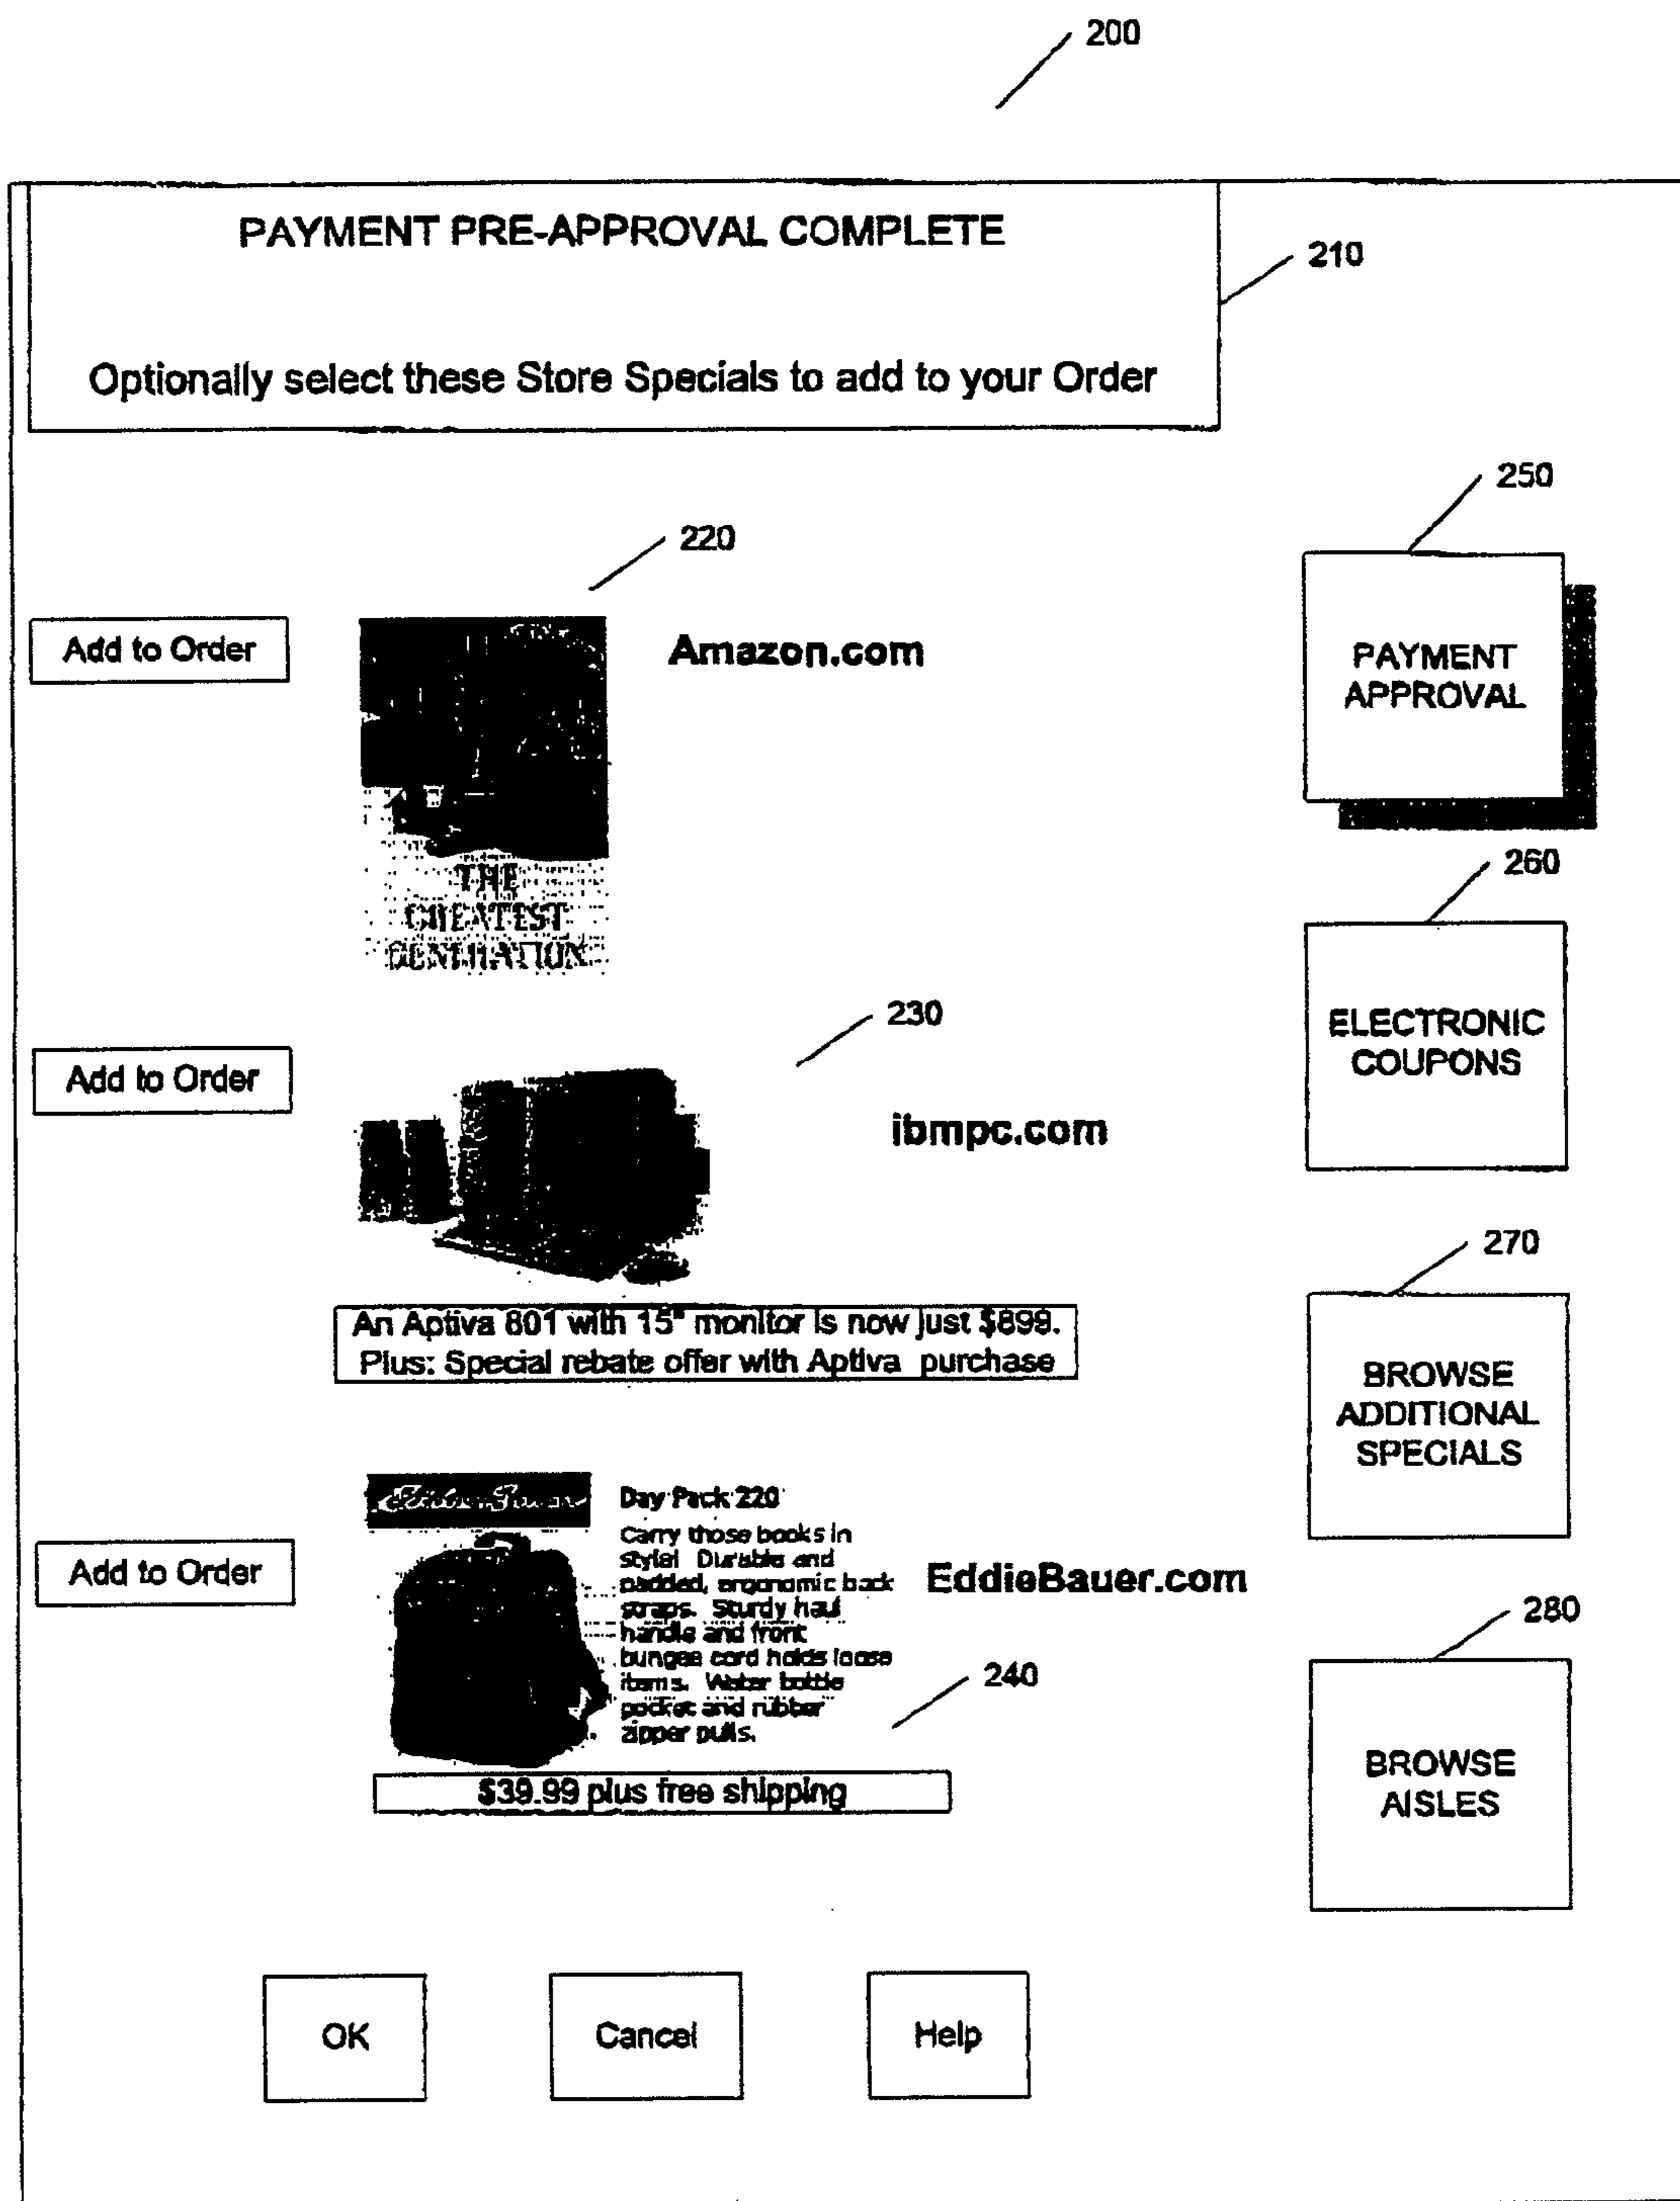 200
PAYMENT PRE-APPROVAL COMPLETE
210
Optionally select these Store Specials to add to your Order
250
220
Add to Order
Amazon.com
PAYMENT
APPROVAL
260
THE
GREATEST
GENERATION
230
ELECTRONIC
COUPONS
Add to Order
ibmpc.com
270
An Aptiva 801 with 15" monitor is now just $899.
Plus: Special rebate offer with Aptiva purchase
BROWSE
ADDITIONAL
SPECIALS
Eddie Bauer
Day Pack 220
Carry those books in
style! Durable and
padded, ergonomic back
straps. Sturdy haul
handle and front
bungee cord holds loose
items. Water bottle
pocket and rubber
zipper pulls.
Add to Order
EddieBauer.com
280
240
$39.99 plus free shipping
BROWSE
AISLES
OK
Cancel
Help